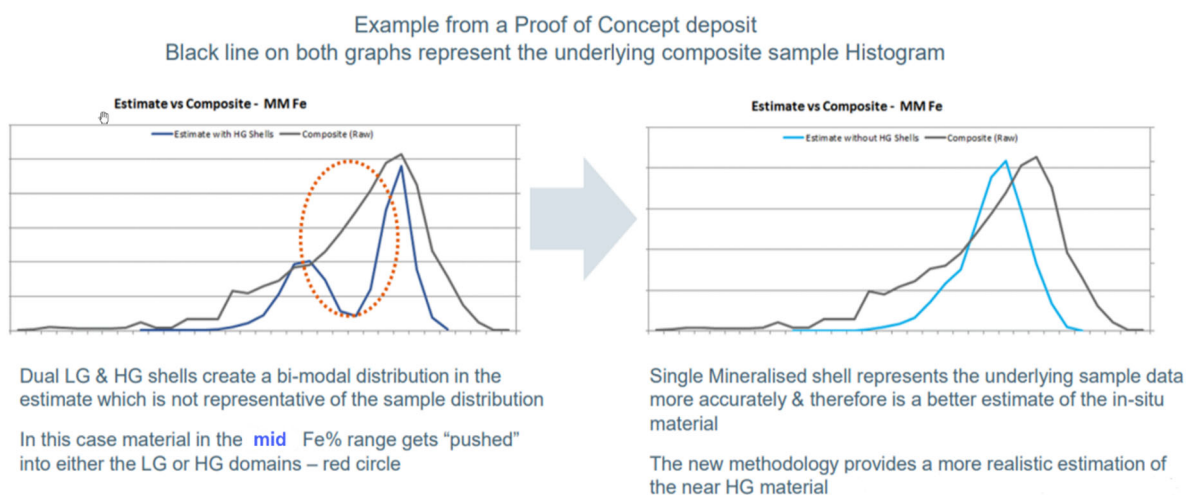 Example from a Proof of Concept deposit
Black line on both graphs represent the underlying composite sample Histogram
Estimate vs Composite - MM Fe
Estimate with HG Shells
Composite (Raw)
Estimate vs Composite - MM Fe
Estimate without HG Shells
Composite (Raw)
Dual LG & HG shells create a bi-modal distribution in the
estimate which is not representative of the sample distribution
In this case material in the mid Fe% range gets “pushed”
into either the LG or HG domains – red circle
Single Mineralised shell represents the underlying sample data
more accurately & therefore is a better estimate of the in-situ
material
The new methodology provides a more realistic estimation of
the near HG material